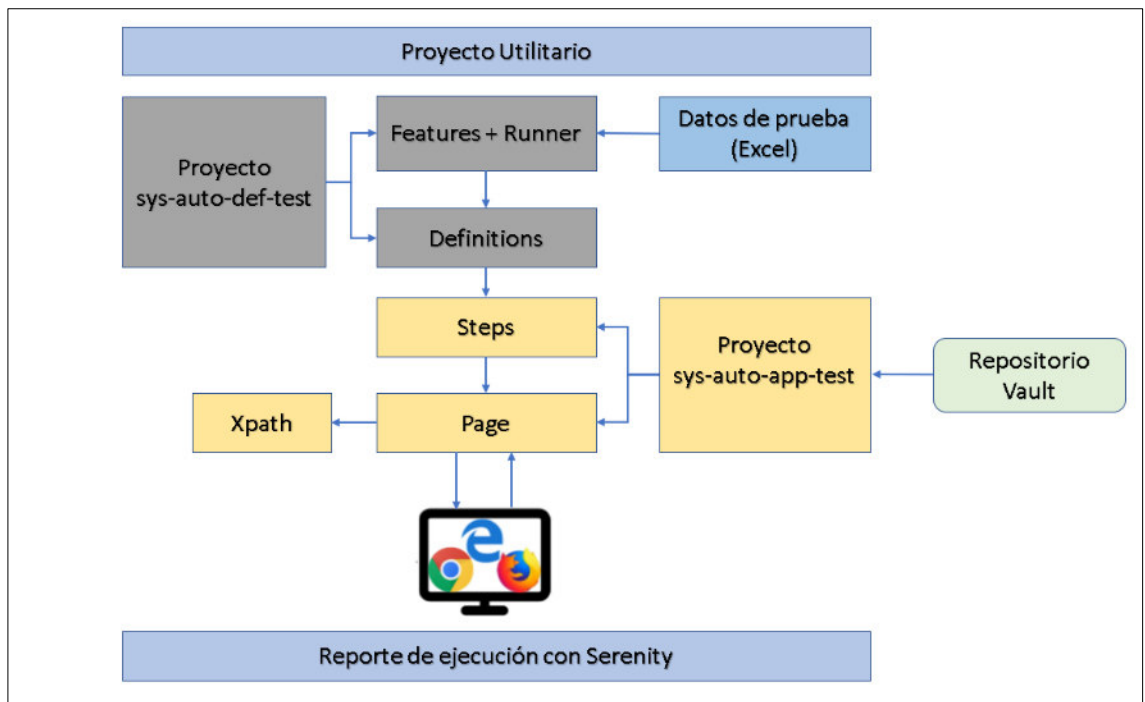 Proyecto Utilitario
Proyecto
sys-auto-def-test
Features + Runner
Datos de prueba
(Excel)
Definitions
Steps
Proyecto
sys-auto-app-test
Repositorio
Vault
Xpath
Page
Reporte de ejecución con Serenity